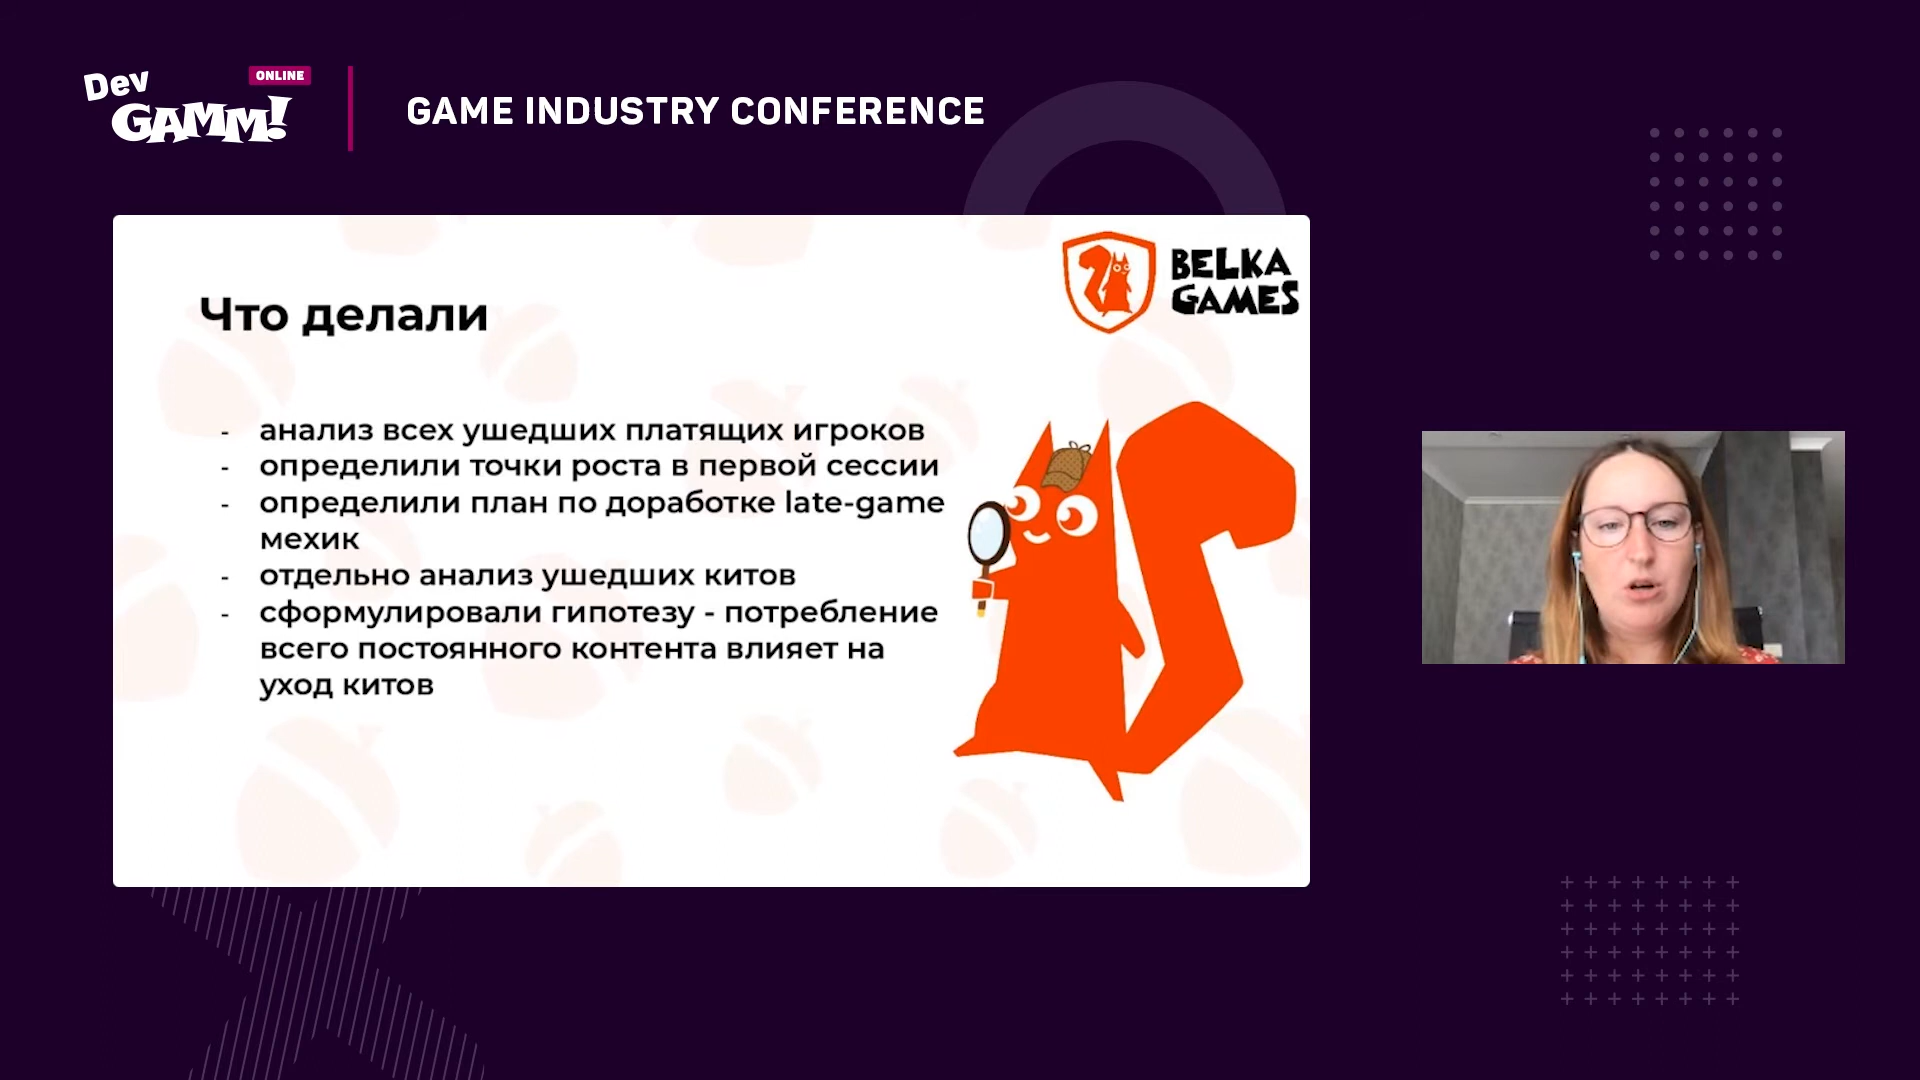 Dev
GAMM!
ONLINE
GAME INDUSTRY CONFERENCE
BELKA
GAMES
Что делали
- анализ всех ушедших платящих игроков
- определили точки роста в первой сессии
- определили план по доработке late-game
мехик
- отдельно анализ ушедших китов
- сформулировали гипотезу - потребление
всего постоянного контента влияет на
уход китов